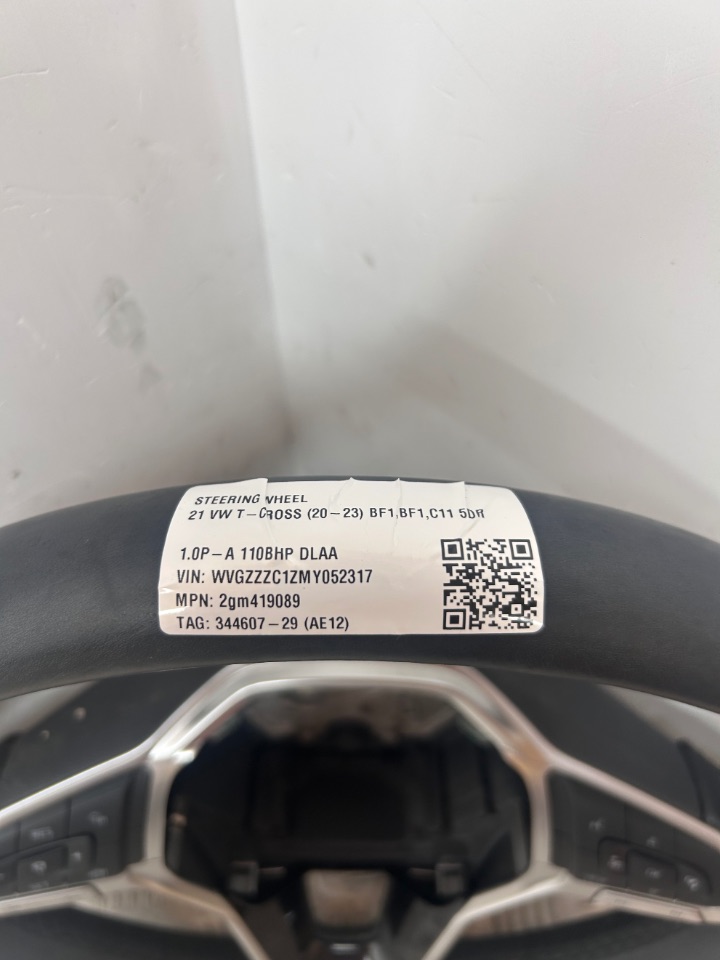 STEERING WHEEL
21 VW T-CROSS (20-23) BF1,BF1,C11 5DR
1.0P-A 110BHP DLAA
VIN: WVGZZZC1ZMY052317
MPN: 2gm419089
TAG: 344607-29 (AE12)